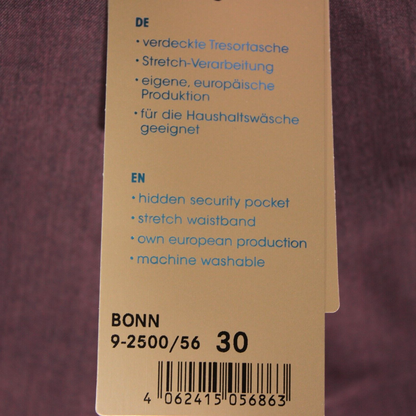 DE
• verdeckte Tresortasche
• Stretch-Verarbeitung
• eigene, europäische
Produktion
• für die Haushaltswäsche
geeignet
EN
• hidden security pocket
• stretch waistband
• own european production
• machine washable
BONN
9-2500/56 30
4 062415 056863